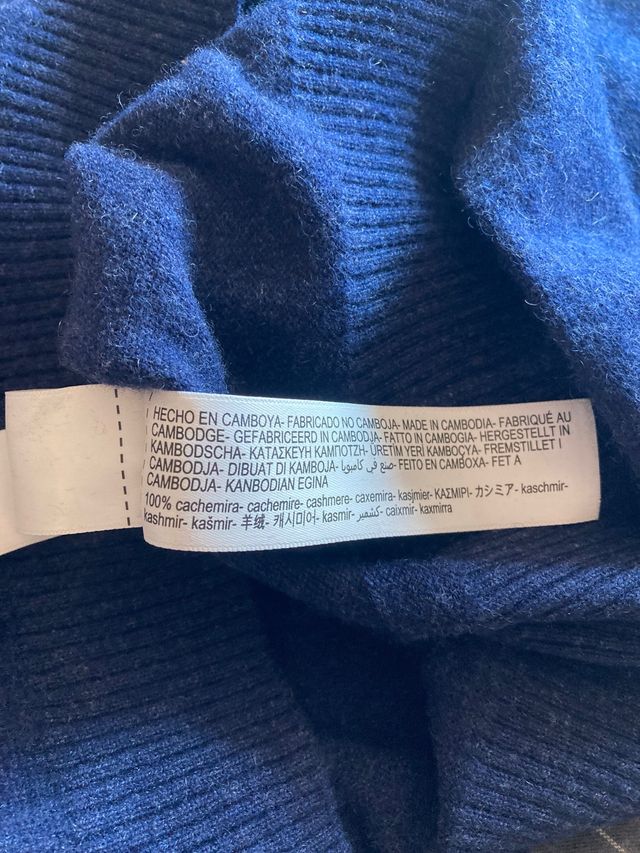 HECHO EN CAMBOYA- FABRICADO NO CAMBOJA- MADE IN CAMBODIA- FABRIQUÉ AU
CAMBODGE- GEFABRICEERD IN CAMBODJA- FATTO IN CAMBOGIA- HERGESTELLT IN
KAMBODSCHA- ΚΑΤΑΣΚΕΥΗ ΚΑΜΠΟΤΖΗ- ÜRETİM YERİ KAMBOÇYA- FREMSTILLET I
CAMBODJA- DIBUAT DI KAMBOJA- صنع في كامبوديا- FEITO EN CAMBOXA- FET A
CAMBODJA- KANBODIAN EGINA
100% cachemira- cachemire- cashmere- caxemira- kasjmier- ΚΑΣΜΙΡΙ- カシミア- kaschmir-
kashmir- kašmir- 羊绒- 캐시미어- kasmir- كشمير- caixmir- kaxmirra